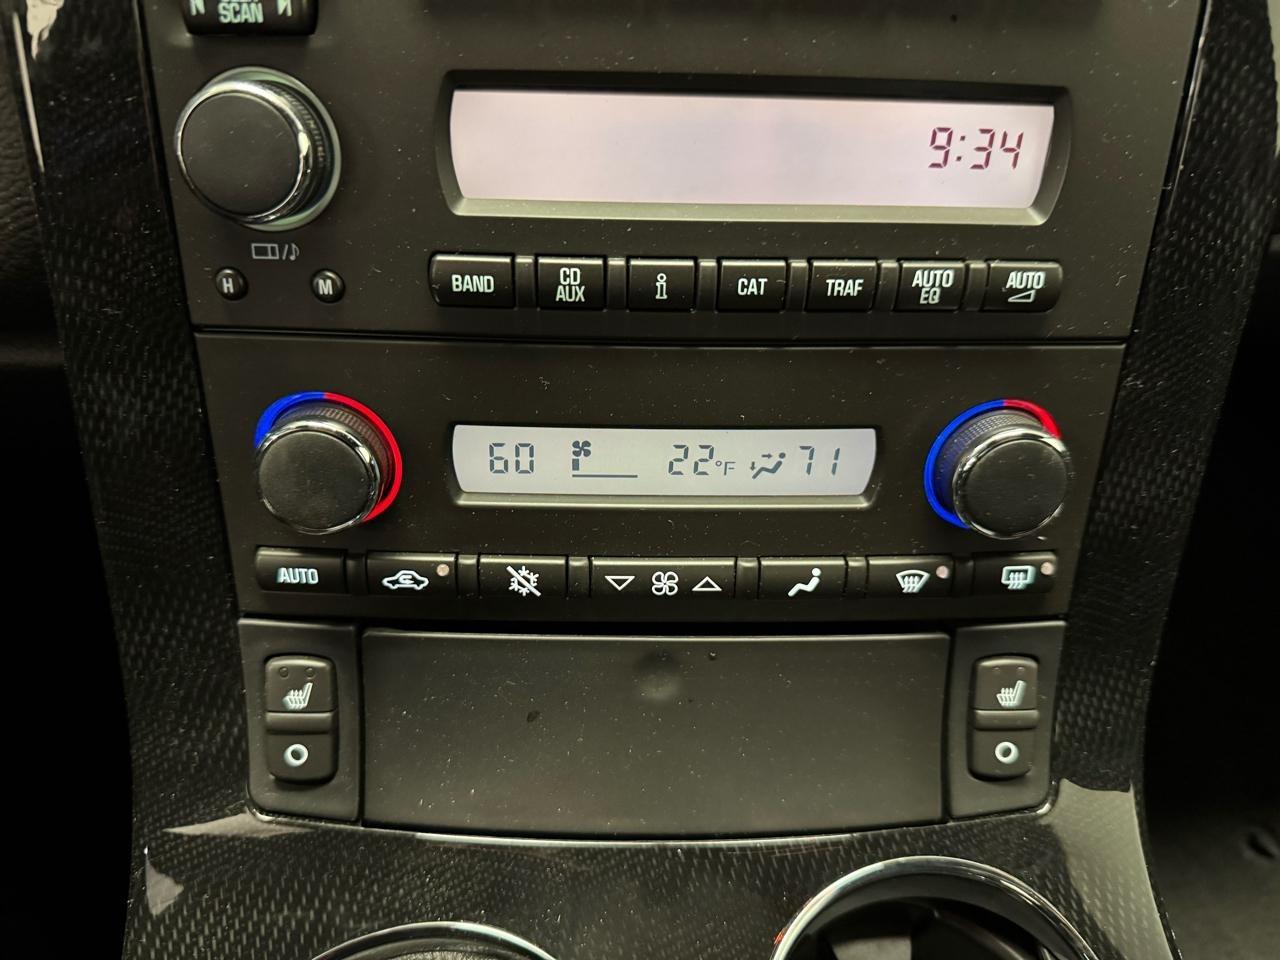 SCAN
9:34
H
M
BAND
CD
AUX
i
CAT
TRAF
AUTO
EQ
AUTO
60 22°F 71
AUTO